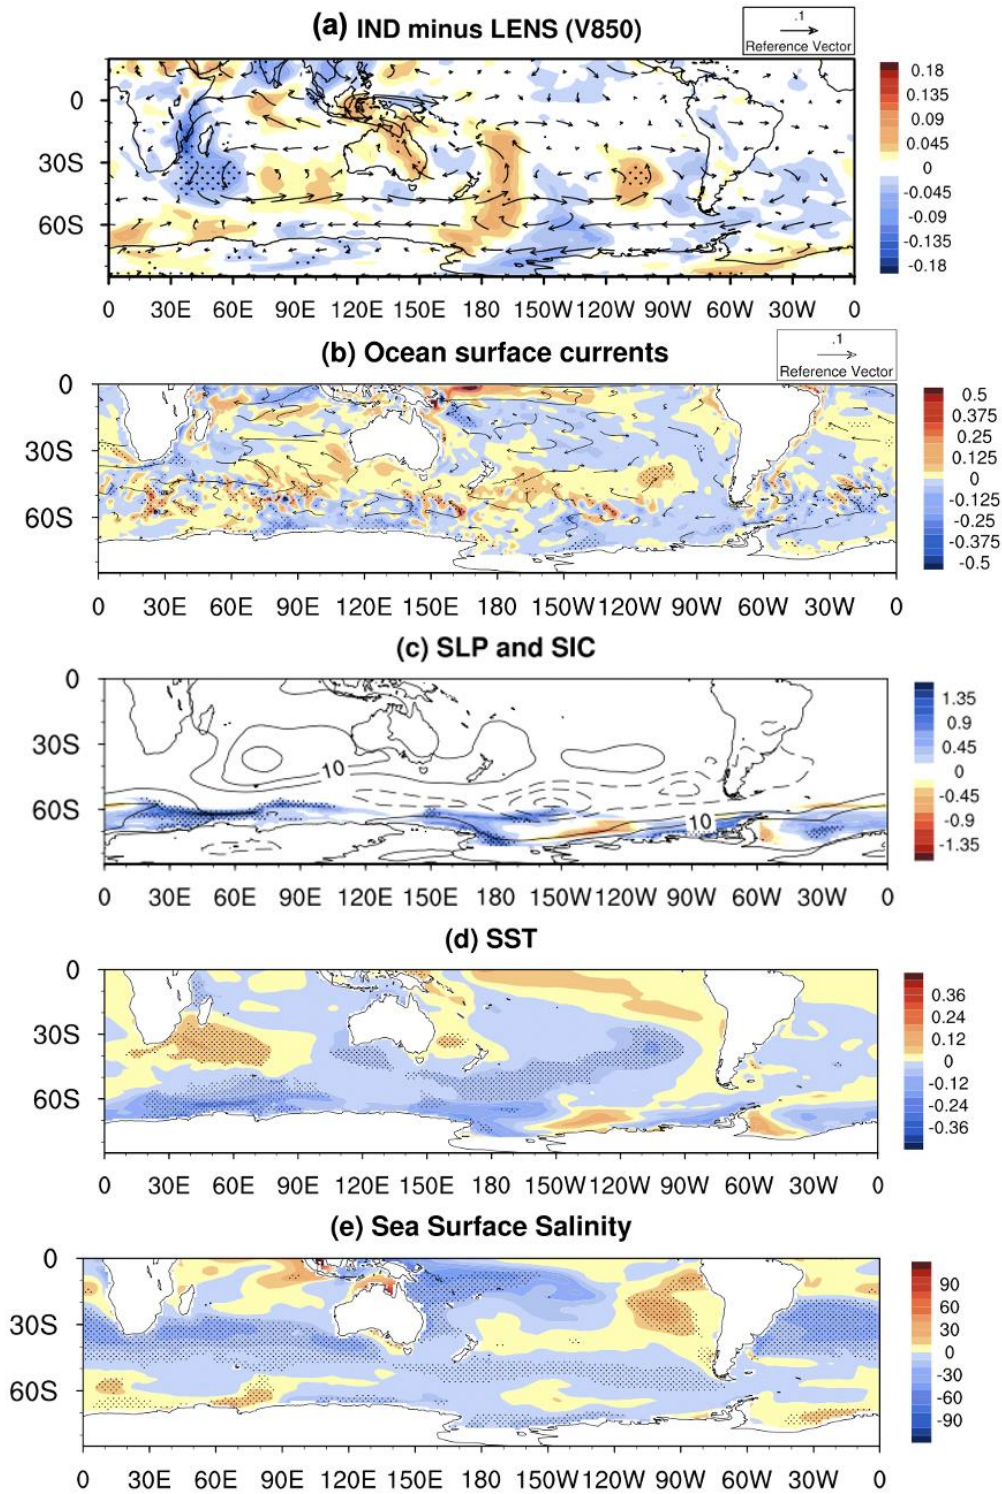 (a) IND minus LENS (V850)
.1
Reference Vector
0
30S
60S
0 30E 60E 90E 120E 150E 180 150W 120W 90W 60W 30W 0
0.18
0.135
0.09
0.045
0
-0.045
-0.09
-0.135
-0.18
(b) Ocean surface currents
.1
Reference Vector
0
30S
60S
0 30E 60E 90E 120E 150E 180 150W 120W 90W 60W 30W 0
0.5
0.375
0.25
0.125
0
-0.125
-0.25
-0.375
-0.5
(c) SLP and SIC
0
30S
60S
10
10
0 30E 60E 90E 120E 150E 180 150W 120W 90W 60W 30W 0
1.35
0.9
0.45
0
-0.45
-0.9
-1.35
(d) SST
0
30S
60S
0 30E 60E 90E 120E 150E 180 150W 120W 90W 60W 30W 0
0.36
0.24
0.12
0
-0.12
-0.24
-0.36
(e) Sea Surface Salinity
0
30S
60S
0 30E 60E 90E 120E 150E 180 150W 120W 90W 60W 30W 0
90
60
30
0
-30
-60
-90